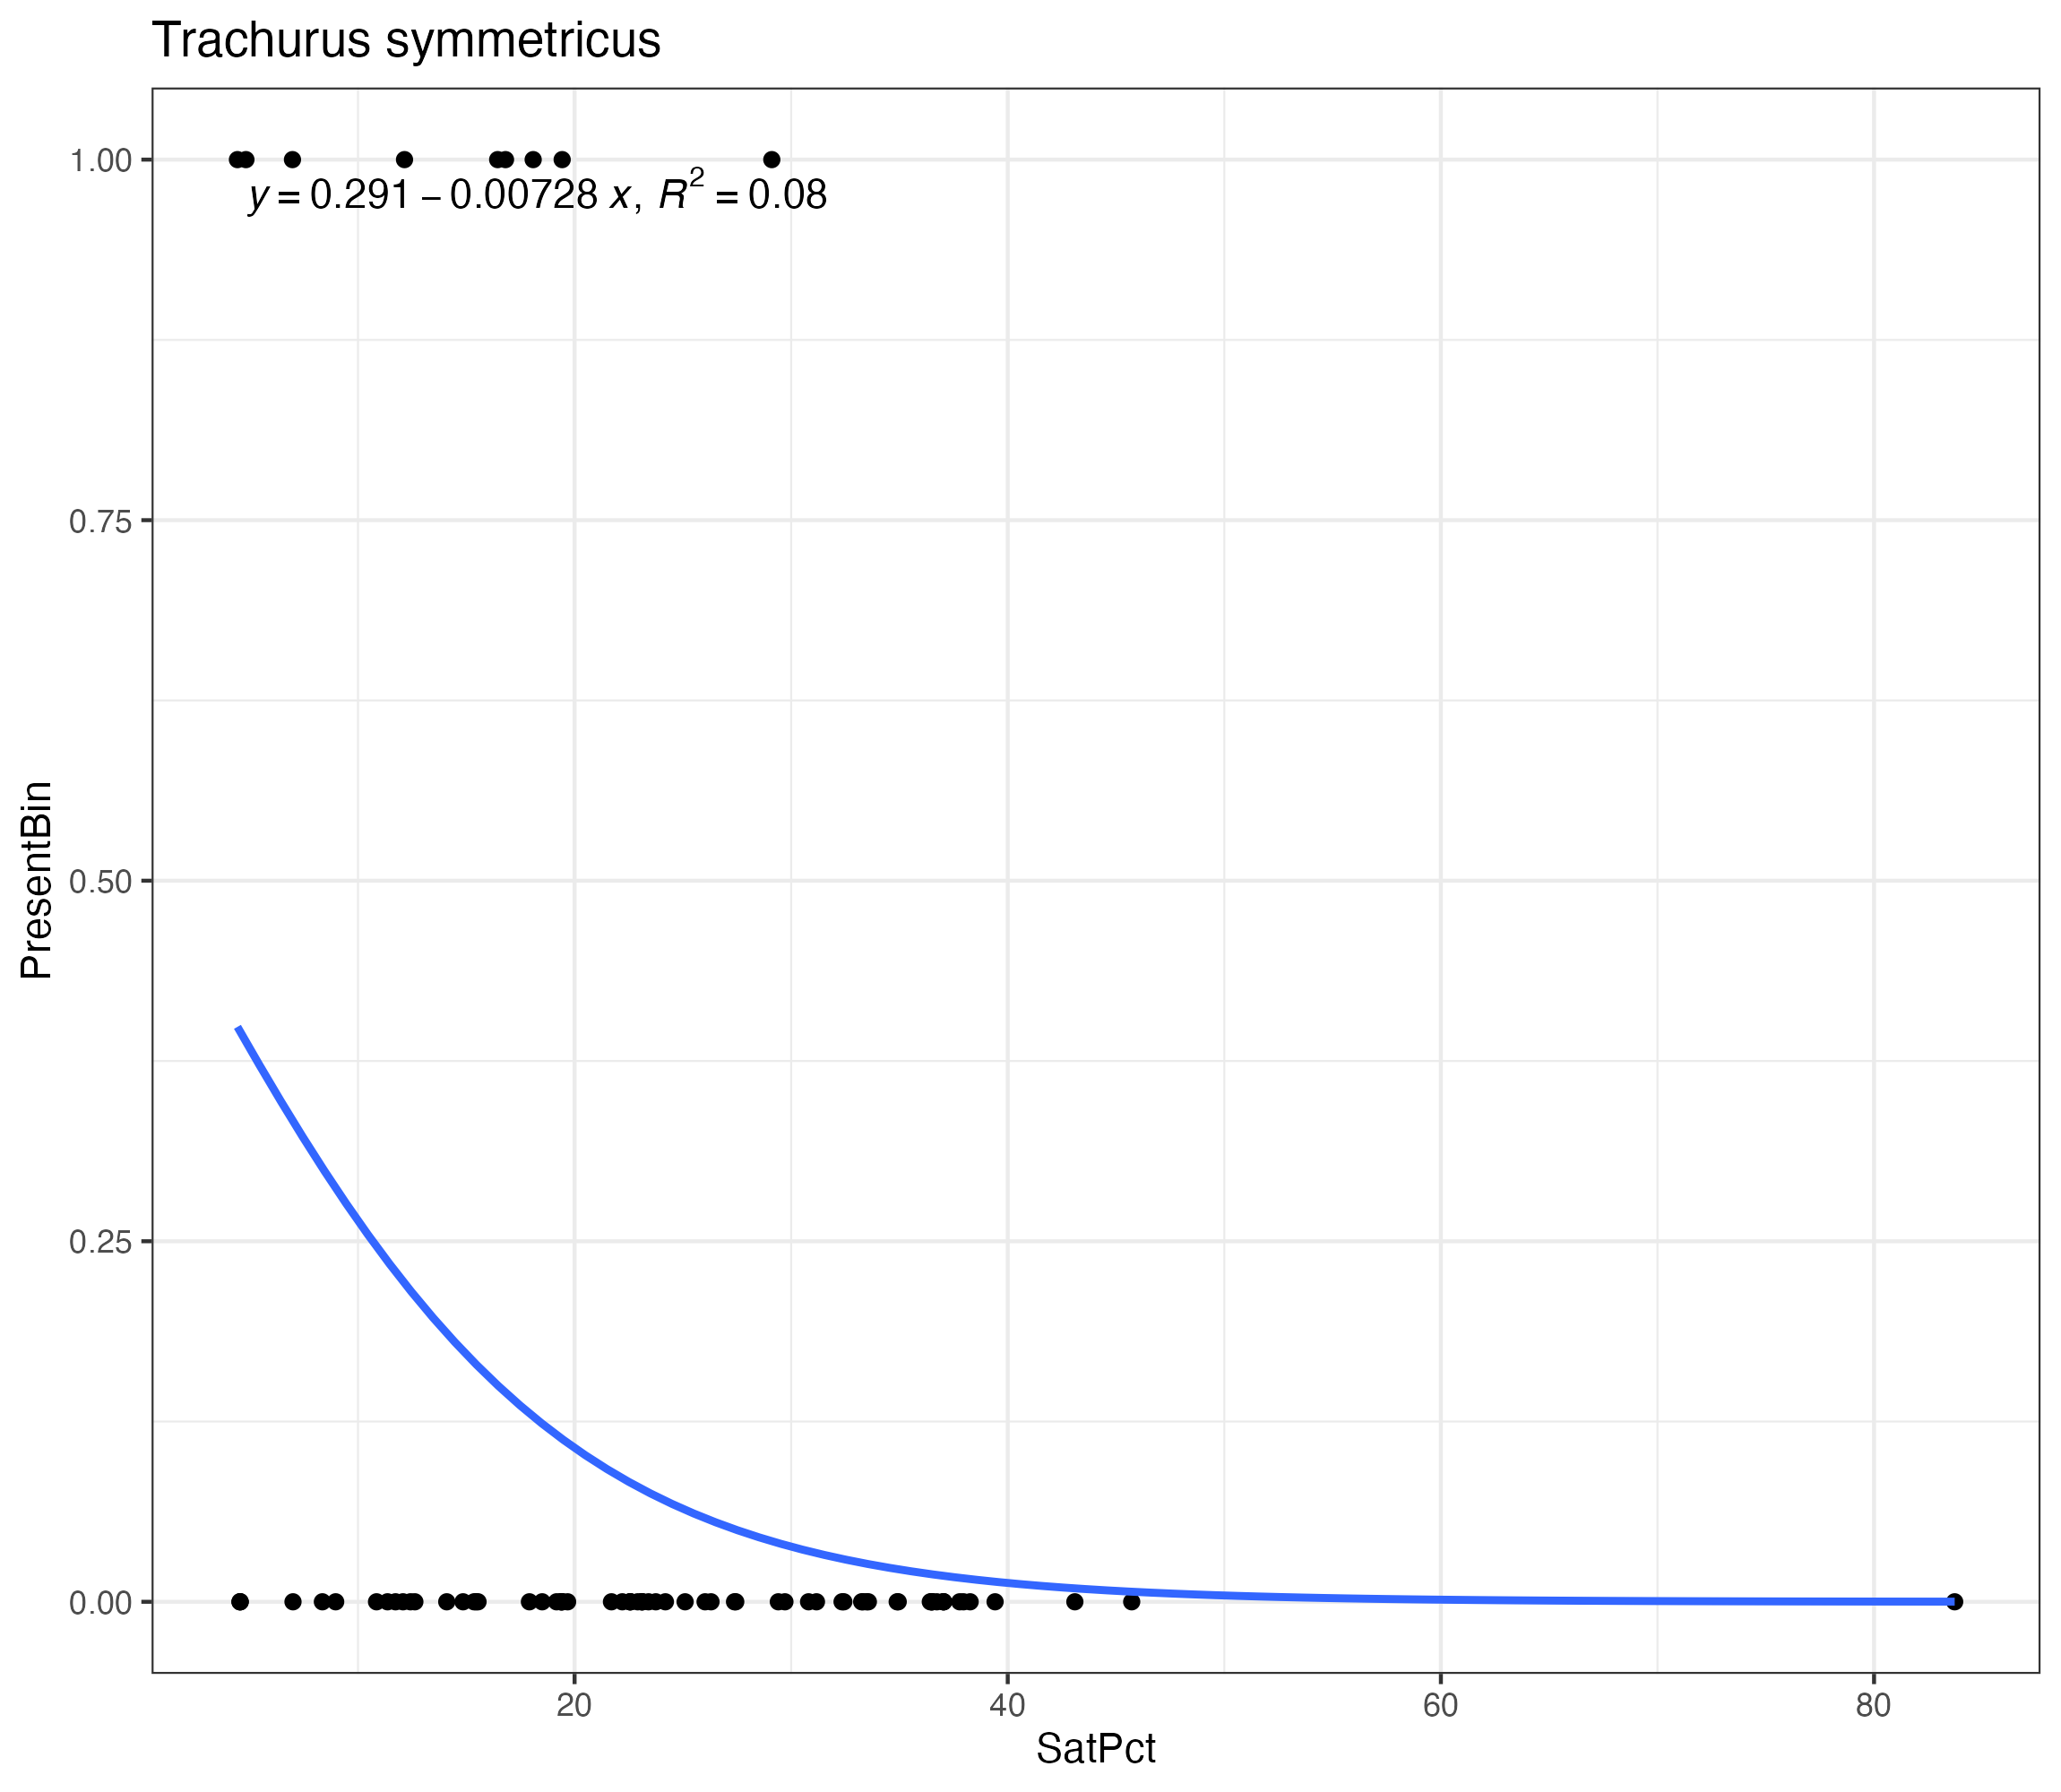 Trachurus symmetricus
y = 0.291 − 0.00728 x, R² = 0.08
1.00
0.75
0.50
0.25
0.00
PresentBin
20 40 60 80
SatPct